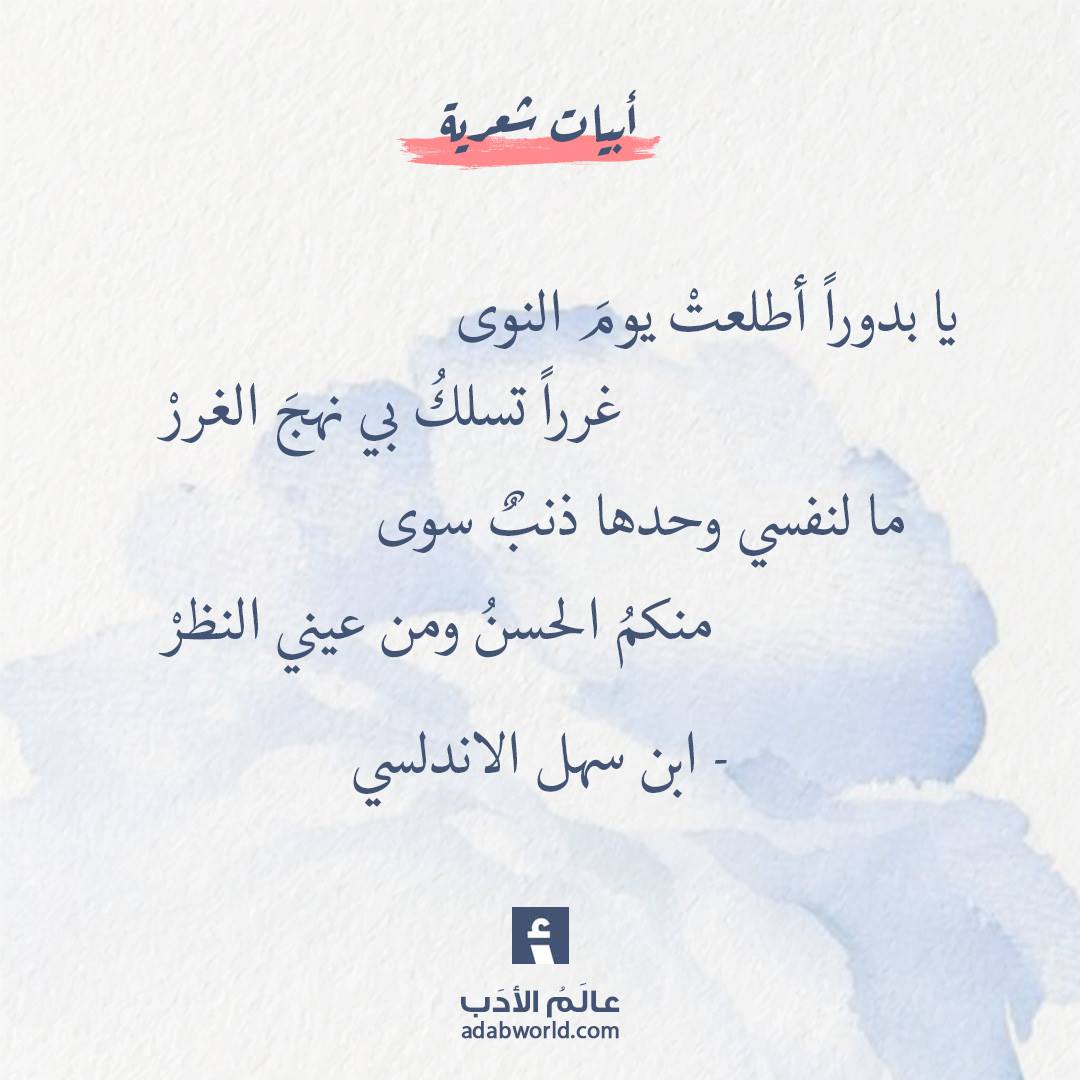 أبيات شعرية
يا بدوراً أطلعتْ يومَ النوى
غرراً تسلكُ بي نهجَ الغررْ
ما لنفسي وحدها ذنبٌ سوى
منكمُ الحسنُ ومن عيني النظرْ
- ابن سهل الاندلسي
أ
عالَمُ الأدَب
adabworld.com